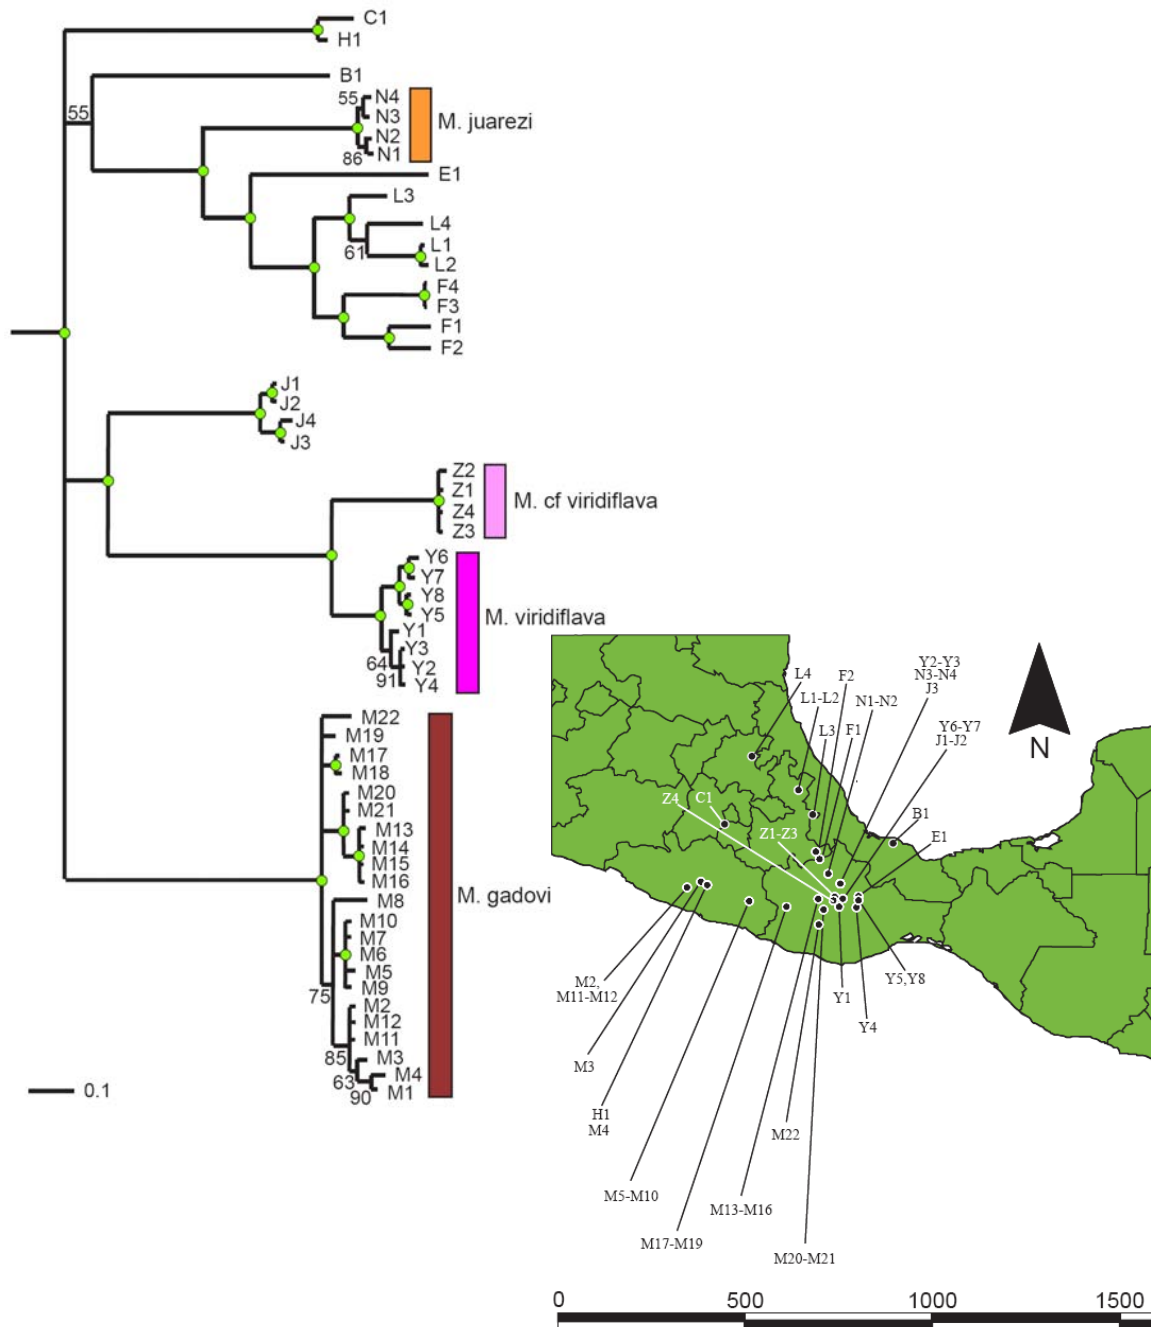 C1
H1
B1
55
55
N4
N3
N2
N1
86
M. juarezi
E1
L3
L4
L1
61
L2
F4
F3
F1
F2
J1
J2
J4
J3
Z2
Z1
Z4
Z3
M. cf viridiflava
Y6
Y7
Y8
Y5
Y1
Y3
Y2
Y4
64
91
M. viridiflava
M22
M19
M17
M18
M20
M21
M13
M14
M15
M16
M8
M10
M7
M6
M5
M9
75
M2
M12
M11
M3
M4
M1
85
63
90
M. gadovi
0.1
L4
L1-L2
F2
L3
F1
N1-N2
Y2-Y3
N3-N4
J3
Y6-Y7
J1-J2
N
Z4
C1
Z1-Z3
B1
E1
M2,
M11-M12
M3
H1
M4
M5-M10
M17-M19
M13-M16
M22
M20-M21
Y1
Y4
Y5,Y8
0 500 1000 1500